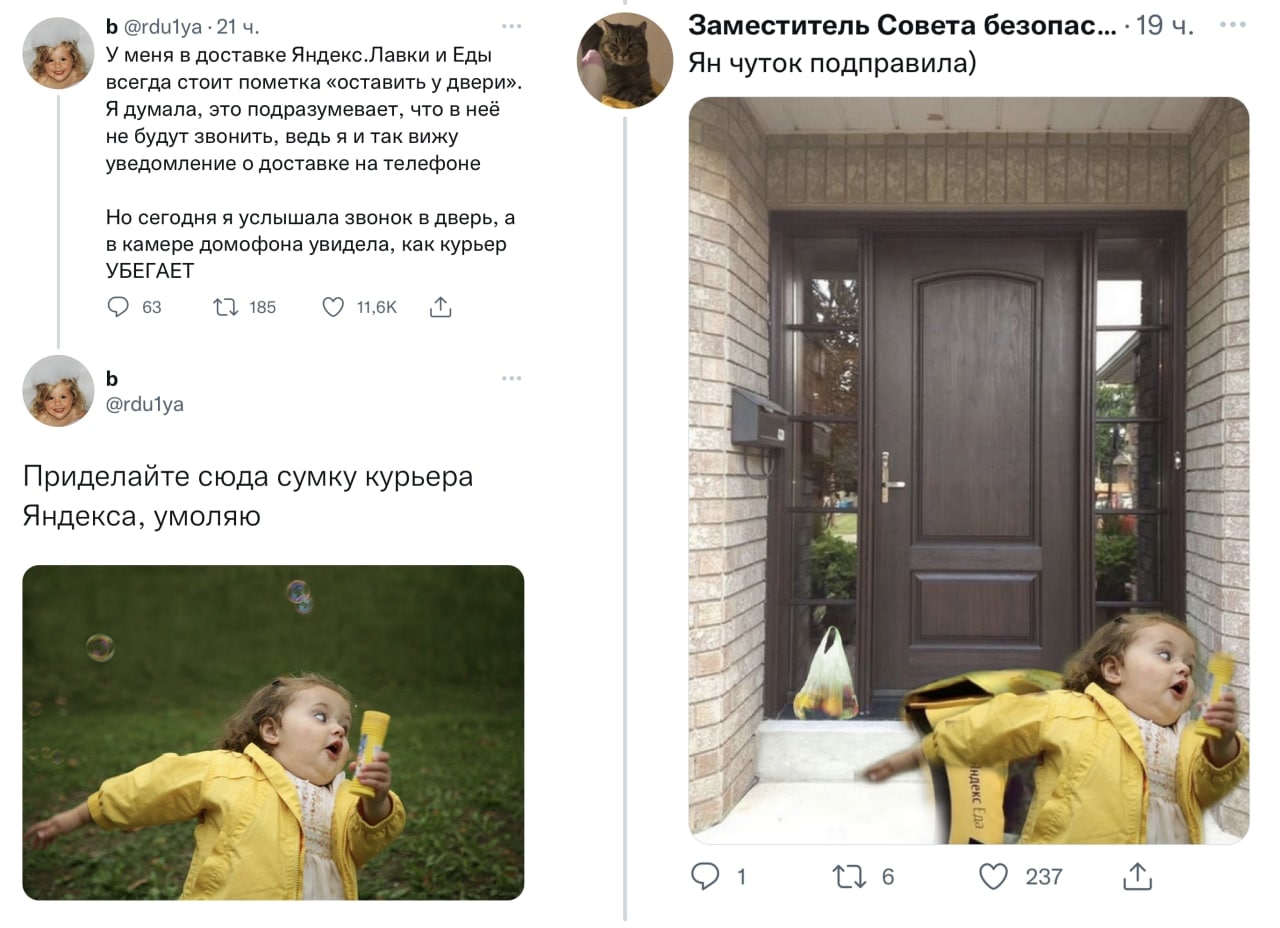 b @rdu1ya · 21 ч.
У меня в доставке Яндекс.Лавки и Еды
всегда стоит пометка «оставить у двери».
Я думала, это подразумевает, что в неё
не будут звонить, ведь я и так вижу
уведомление о доставке на телефоне
Но сегодня я услышала звонок в дверь, а
в камере домофона увидела, как курьер
УБЕГАЕТ
63 185 11,6K
b
@rdu1ya
Приделайте сюда сумку курьера
Яндекса, умоляю
Заместитель Совета безопас... · 19 ч.
Ян чуток подправила)
ндекс Еда
1 6 237